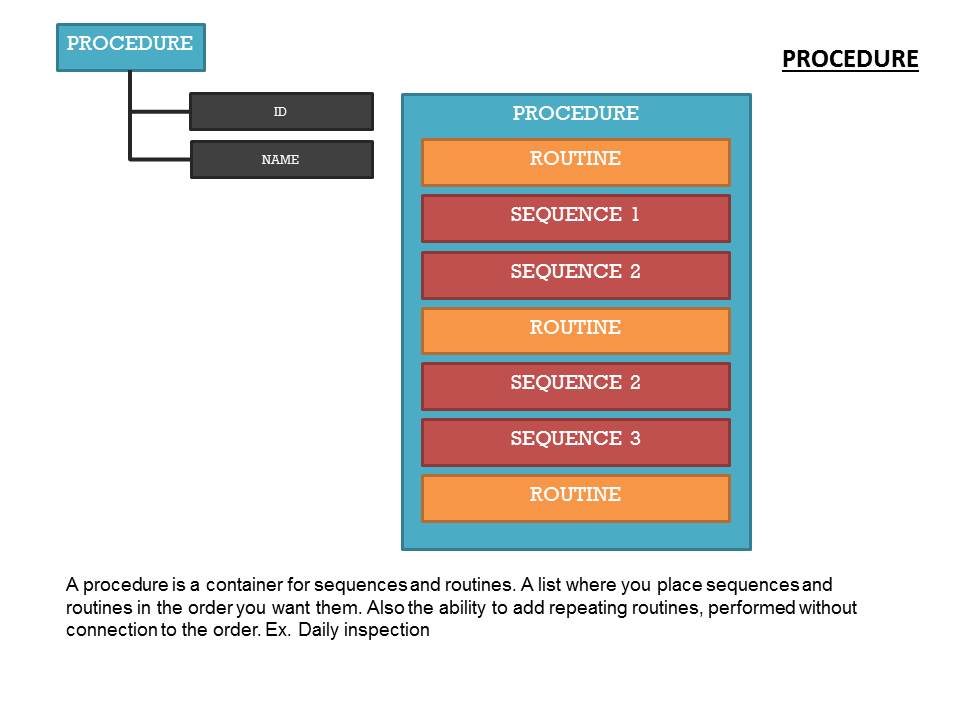 PROCEDURE
PROCEDURE
ID
NAME
PROCEDURE
ROUTINE
SEQUENCE 1
SEQUENCE 2
ROUTINE
SEQUENCE 2
SEQUENCE 3
ROUTINE
A procedure is a container for sequences and routines. A list where you place sequences and
routines in the order you want them. Also the ability to add repeating routines, performed without
connection to the order. Ex. Daily inspection